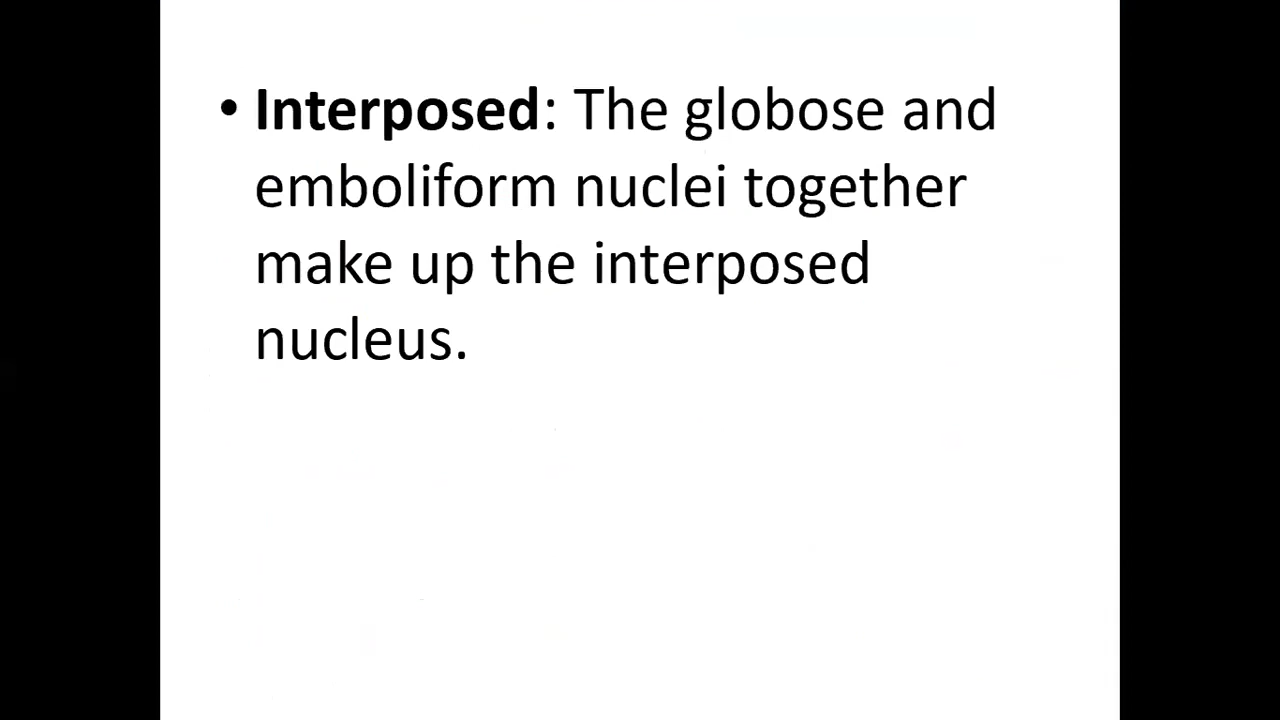 • Interposed: The globose and
emboliform nuclei together
make up the interposed
nucleus.